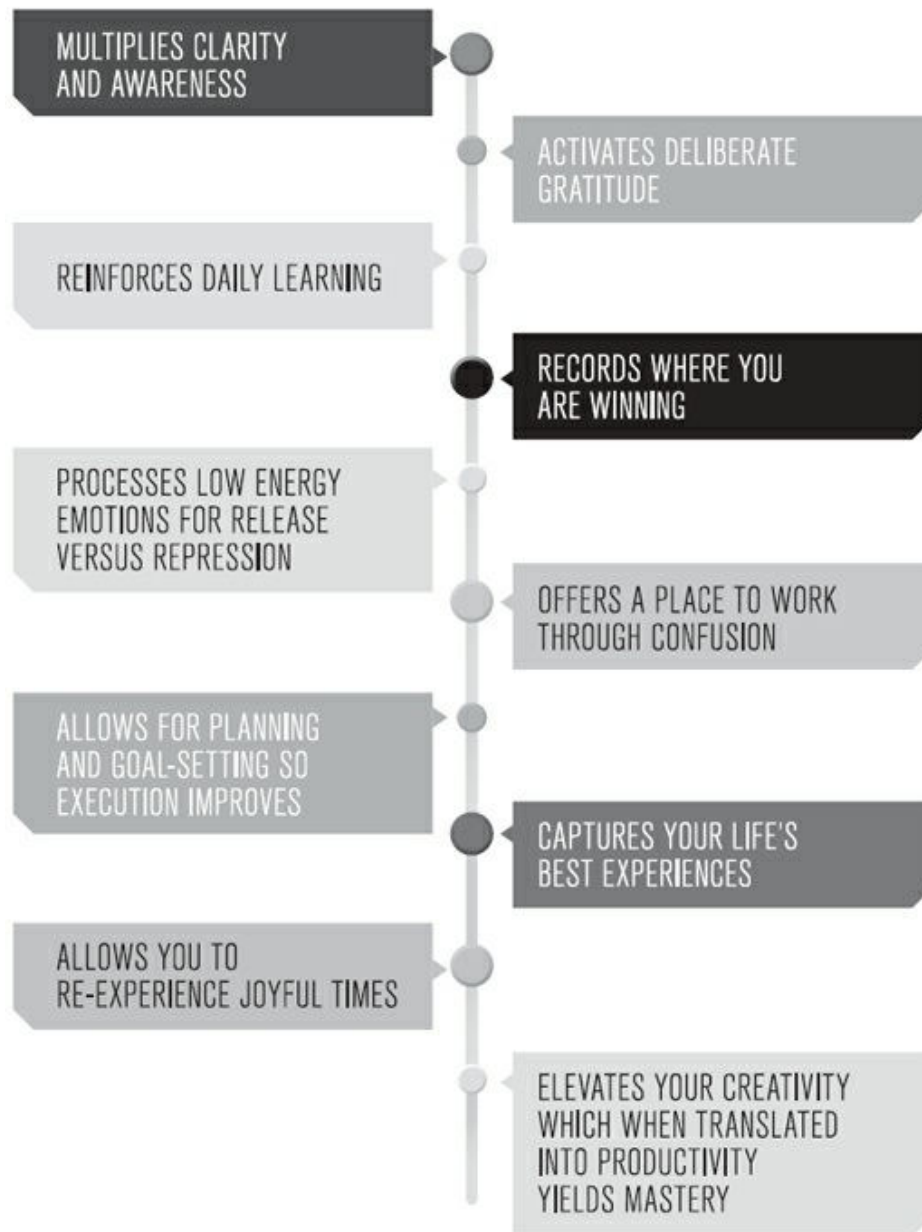 MULTIPLIES CLARITY
AND AWARENESS
ACTIVATES DELIBERATE
GRATITUDE
REINFORCES DAILY LEARNING
RECORDS WHERE YOU
ARE WINNING
PROCESSES LOW ENERGY
EMOTIONS FOR RELEASE
VERSUS REPRESSION
OFFERS A PLACE TO WORK
THROUGH CONFUSION
ALLOWS FOR PLANNING
AND GOAL-SETTING SO
EXECUTION IMPROVES
CAPTURES YOUR LIFE'S
BEST EXPERIENCES
ALLOWS YOU TO
RE-EXPERIENCE JOYFUL TIMES
ELEVATES YOUR CREATIVITY
WHICH WHEN TRANSLATED
INTO PRODUCTIVITY
YIELDS MASTERY